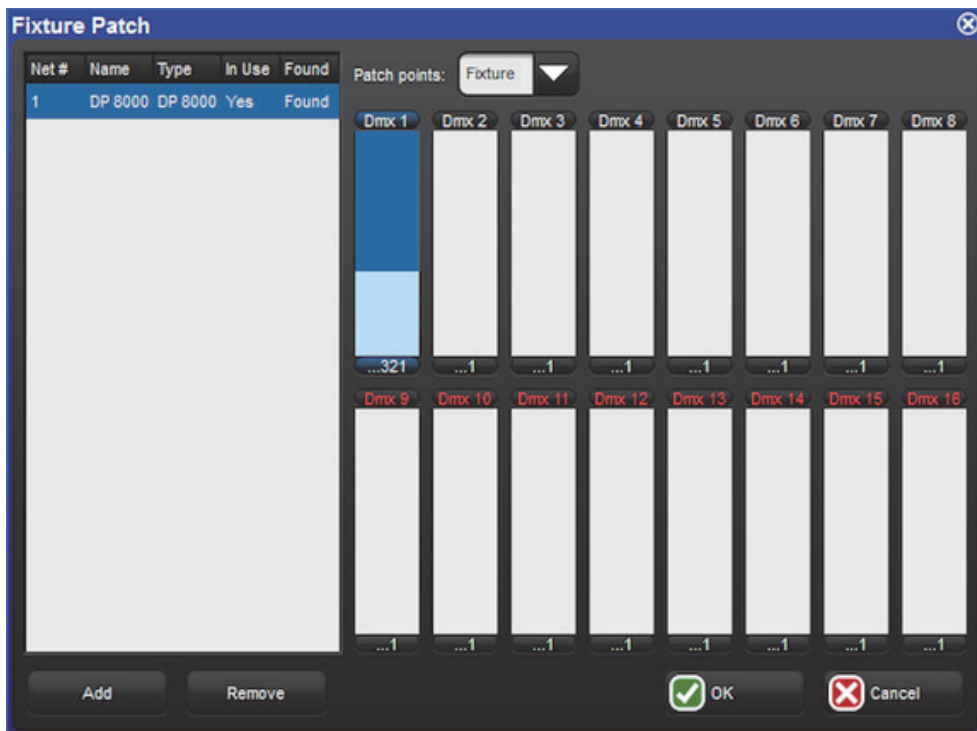 Fixture Patch
Net # Name Type In Use Found
1 DP 8000 DP 8000 Yes Found
Patch points: Fixture
Dmx 1 Dmx 2 Dmx 3 Dmx 4 Dmx 5 Dmx 6 Dmx 7 Dmx 8
...321 ...1 ...1 ...1 ...1 ...1 ...1 ...1
Dmx 9 Dmx 10 Dmx 11 Dmx 12 Dmx 13 Dmx 14 Dmx 15 Dmx 16
...1 ...1 ...1 ...1 ...1 ...1 ...1 ...1
Add Remove OK Cancel